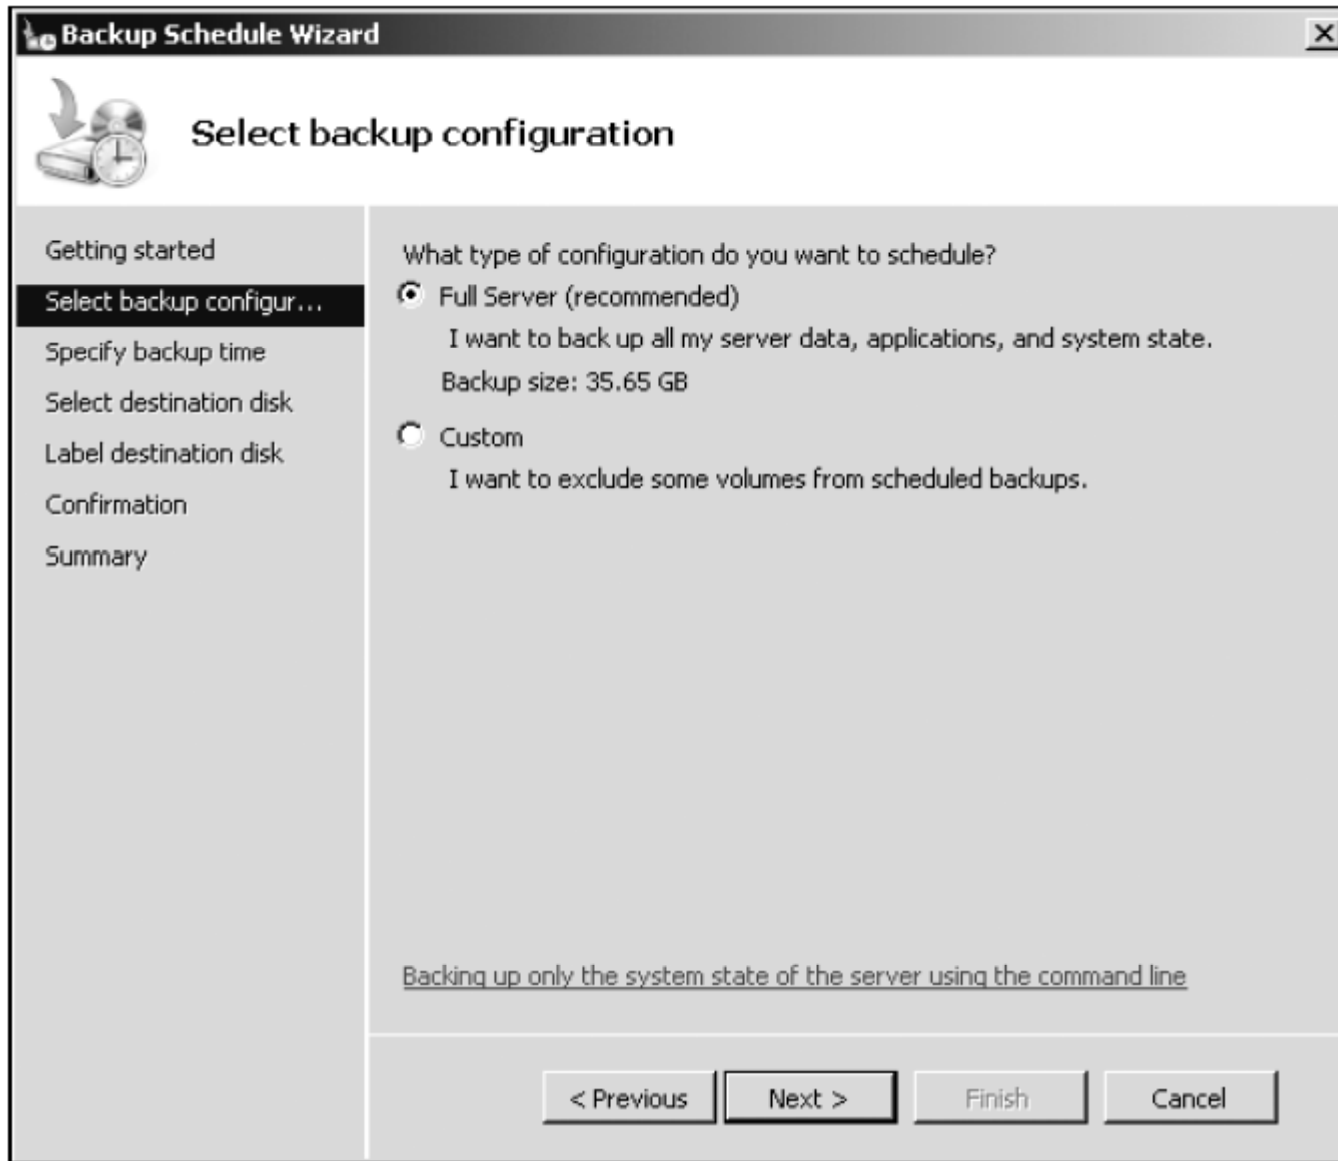 Backup Schedule Wizard
Select backup configuration
Getting started
Select backup configur...
Specify backup time
Select destination disk
Label destination disk
Confirmation
Summary
What type of configuration do you want to schedule?
Full Server (recommended)
I want to back up all my server data, applications, and system state.
Backup size: 35.65 GB
Custom
I want to exclude some volumes from scheduled backups.
Backing up only the system state of the server using the command line
< Previous
Next >
Finish
Cancel